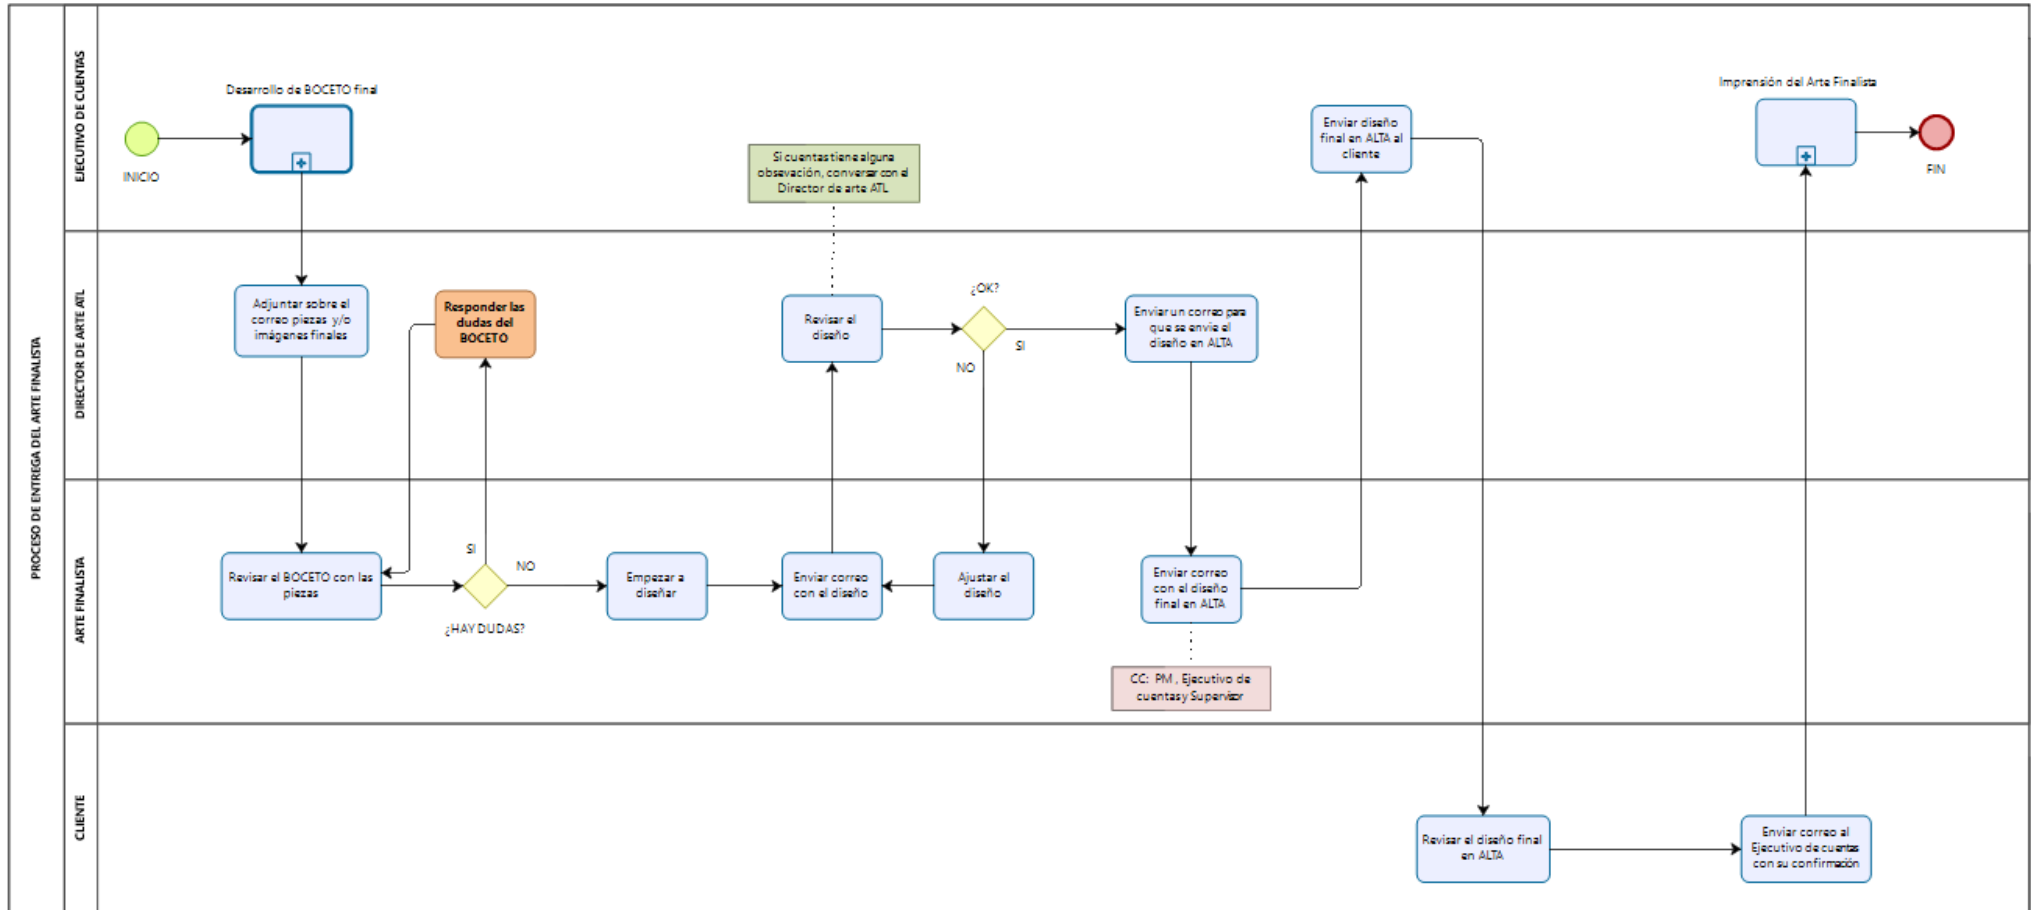 PROCESO DE ENTREGA DEL ARTE FINALISTA
EJECUTIVO DE CUENTAS
Desarrollo de BOCETO final
INICIO
Si cuentas tiene alguna
obsevación, conversar con el
Director de arte ATL
Enviar diseño
final en ALTA al
cliente
Imprensión del Arte Finalista
FIN
DIRECTOR DE ARTE ATL
Adjuntar sobre el
correo piezas y/o
imágenes finales
Responder las
dudas del
BOCETO
Revisar el
diseño
¿OK?
SI
NO
Enviar un correo para
que se envie el
diseño en ALTA
ARTE FINALISTA
Revisar el BOCETO con las
piezas
SI
NO
¿HAY DUDAS?
Empezar a
diseñar
Enviar correo
con el diseño
Ajustar el
diseño
Enviar correo
con el diseño
final en ALTA
CC: PM , Ejecutivo de
cuentas y Supervisor
CLIENTE
Revisar el diseño final
en ALTA
Enviar correo al
Ejecutivo de cuentas
con su confirmación